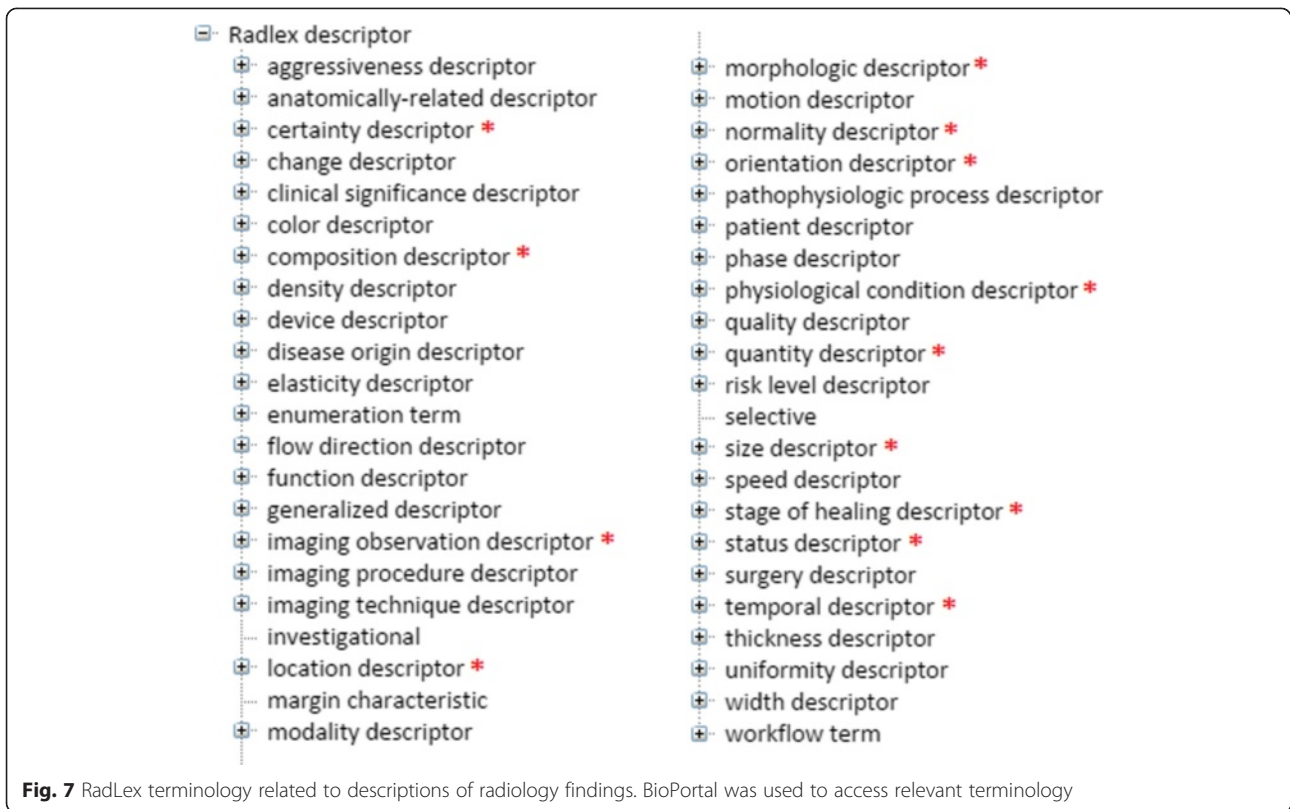 Radlex descriptor
aggressiveness descriptor
anatomically-related descriptor
certainty descriptor *
change descriptor
clinical significance descriptor
color descriptor
composition descriptor *
density descriptor
device descriptor
disease origin descriptor
elasticity descriptor
enumeration term
flow direction descriptor
function descriptor
generalized descriptor
imaging observation descriptor *
imaging procedure descriptor
imaging technique descriptor
investigational
location descriptor *
margin characteristic
modality descriptor
morphologic descriptor *
motion descriptor
normality descriptor *
orientation descriptor *
pathophysiologic process descriptor
patient descriptor
phase descriptor
physiological condition descriptor *
quality descriptor
quantity descriptor *
risk level descriptor
selective
size descriptor *
speed descriptor
stage of healing descriptor *
status descriptor *
surgery descriptor
temporal descriptor *
thickness descriptor
uniformity descriptor
width descriptor
workflow term
Fig. 7 RadLex terminology related to descriptions of radiology findings. BioPortal was used to access relevant terminology